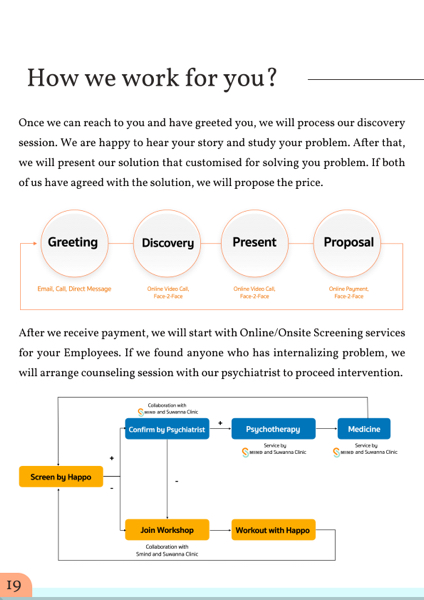 How we work for you?
Once we can reach to you and have greeted you, we will process our discovery
session. We are happy to hear your story and study your problem. After that,
we will present our solution that customised for solving you problem. If both
of us have agreed with the solution, we will propose the price.
Greeting
Discovery
Present
Proposal
Email, Call, Direct Message
Online Video Call,
Face-2-Face
Online Video Call,
Face-2-Face
Online Payment,
Face-2-Face
After we receive payment, we will start with Online/Onsite Screening services
for your Employees. If we found anyone who has internalizing problem, we
will arrange counseling session with our psychiatrist to proceed intervention.
Collaboration with
and Suwanna Clinic
Confirm by Psychiatrist
+
Psychotherapy
Medicine
Service by
and Suwanna Clinic
Service by
and Suwanna Clinic
+
Screen by Happo
-
-
Join Workshop
Workout with Happo
Collaboration with
Smind and Suwanna Clinic
19